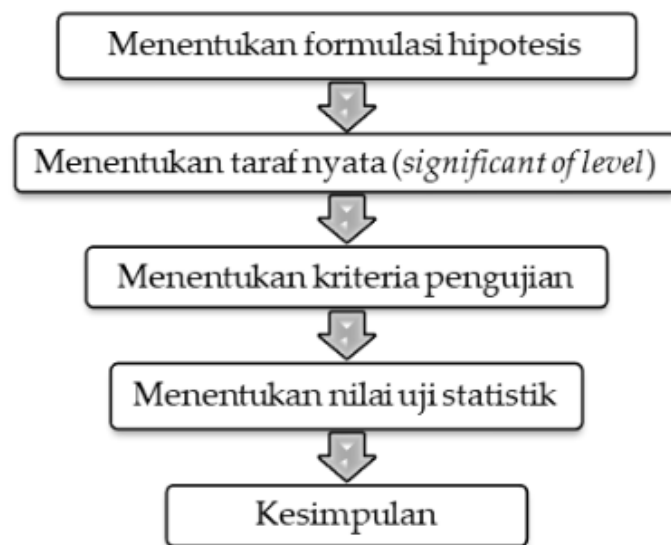 Menentukan formulasi hipotesis
Menentukan taraf nyata (significant of level)
Menentukan kriteria pengujian
Menentukan nilai uji statistik
Kesimpulan